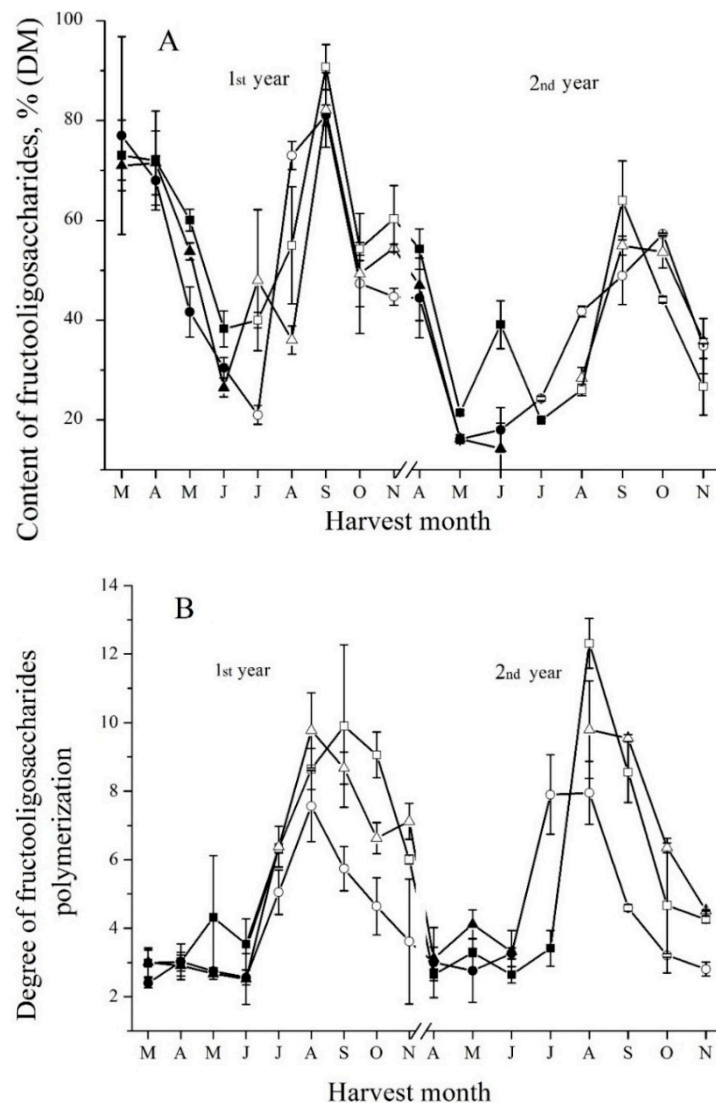 Content of fructooligosaccharides, % (DM)
100
80
60
40
20
A
1st year
2nd year
M A M J J A S O N A M J J A S O N
Harvest month
Degree of fructooligosaccharides
polymerization
14
12
10
8
6
4
2
B
1st year
2nd year
M A M J J A S O N A M J J A S O N
Harvest month